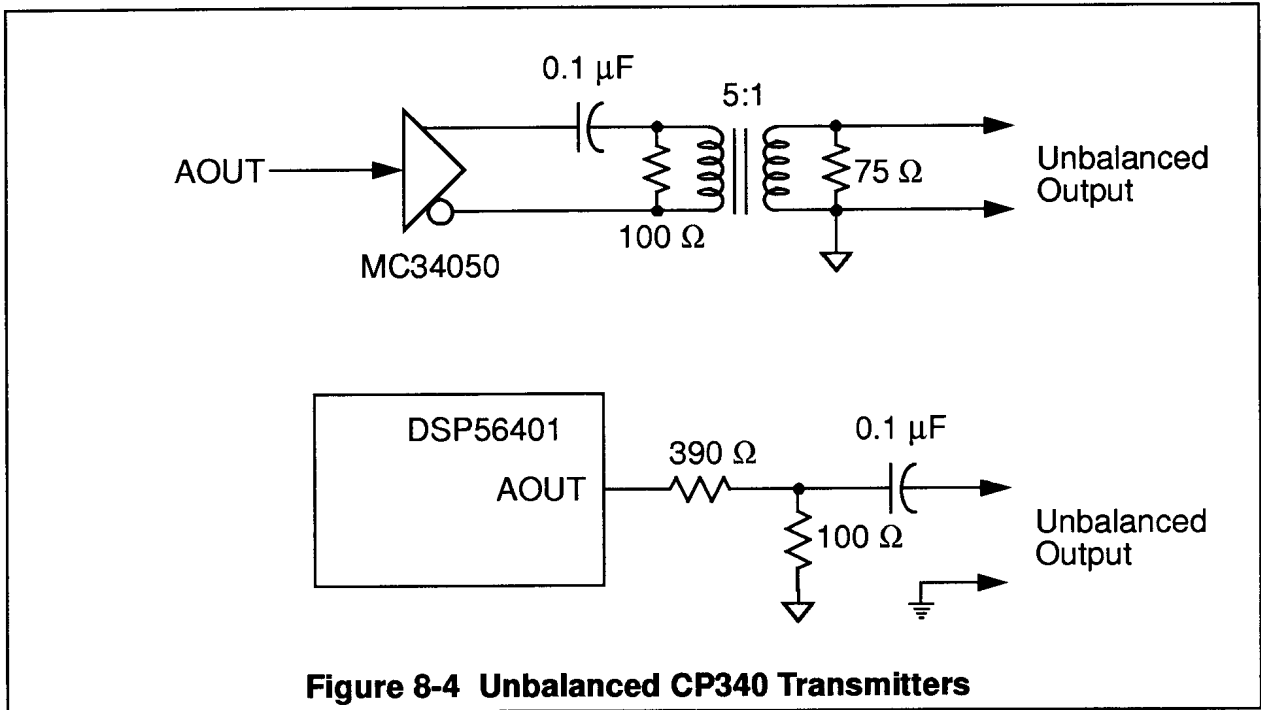 0.1 μF
5:1
AOUT
75 Ω
Unbalanced
Output
100 Ω
MC34050
DSP56401
AOUT
390 Ω
0.1 μF
100 Ω
Unbalanced
Output
Figure 8-4 Unbalanced CP340 Transmitters